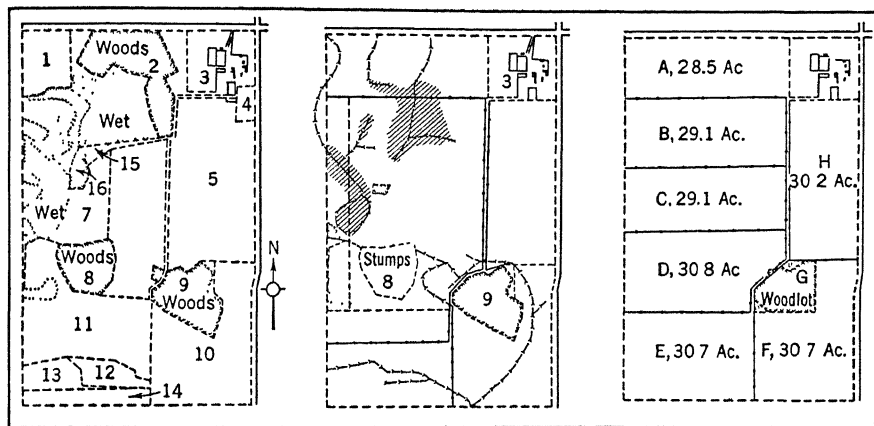 1
Woods
2
3
4
Wet
15
16
5
Wet
7
Woods
8
9
Woods
N
11
10
13
12
14
3
Stumps
8
9
A, 28.5 Ac
B, 29.1 Ac.
C, 29.1 Ac.
H
30 2 Ac.
D, 30 8 Ac
G
Woodlot
E, 30 7 Ac.
F, 30 7 Ac.